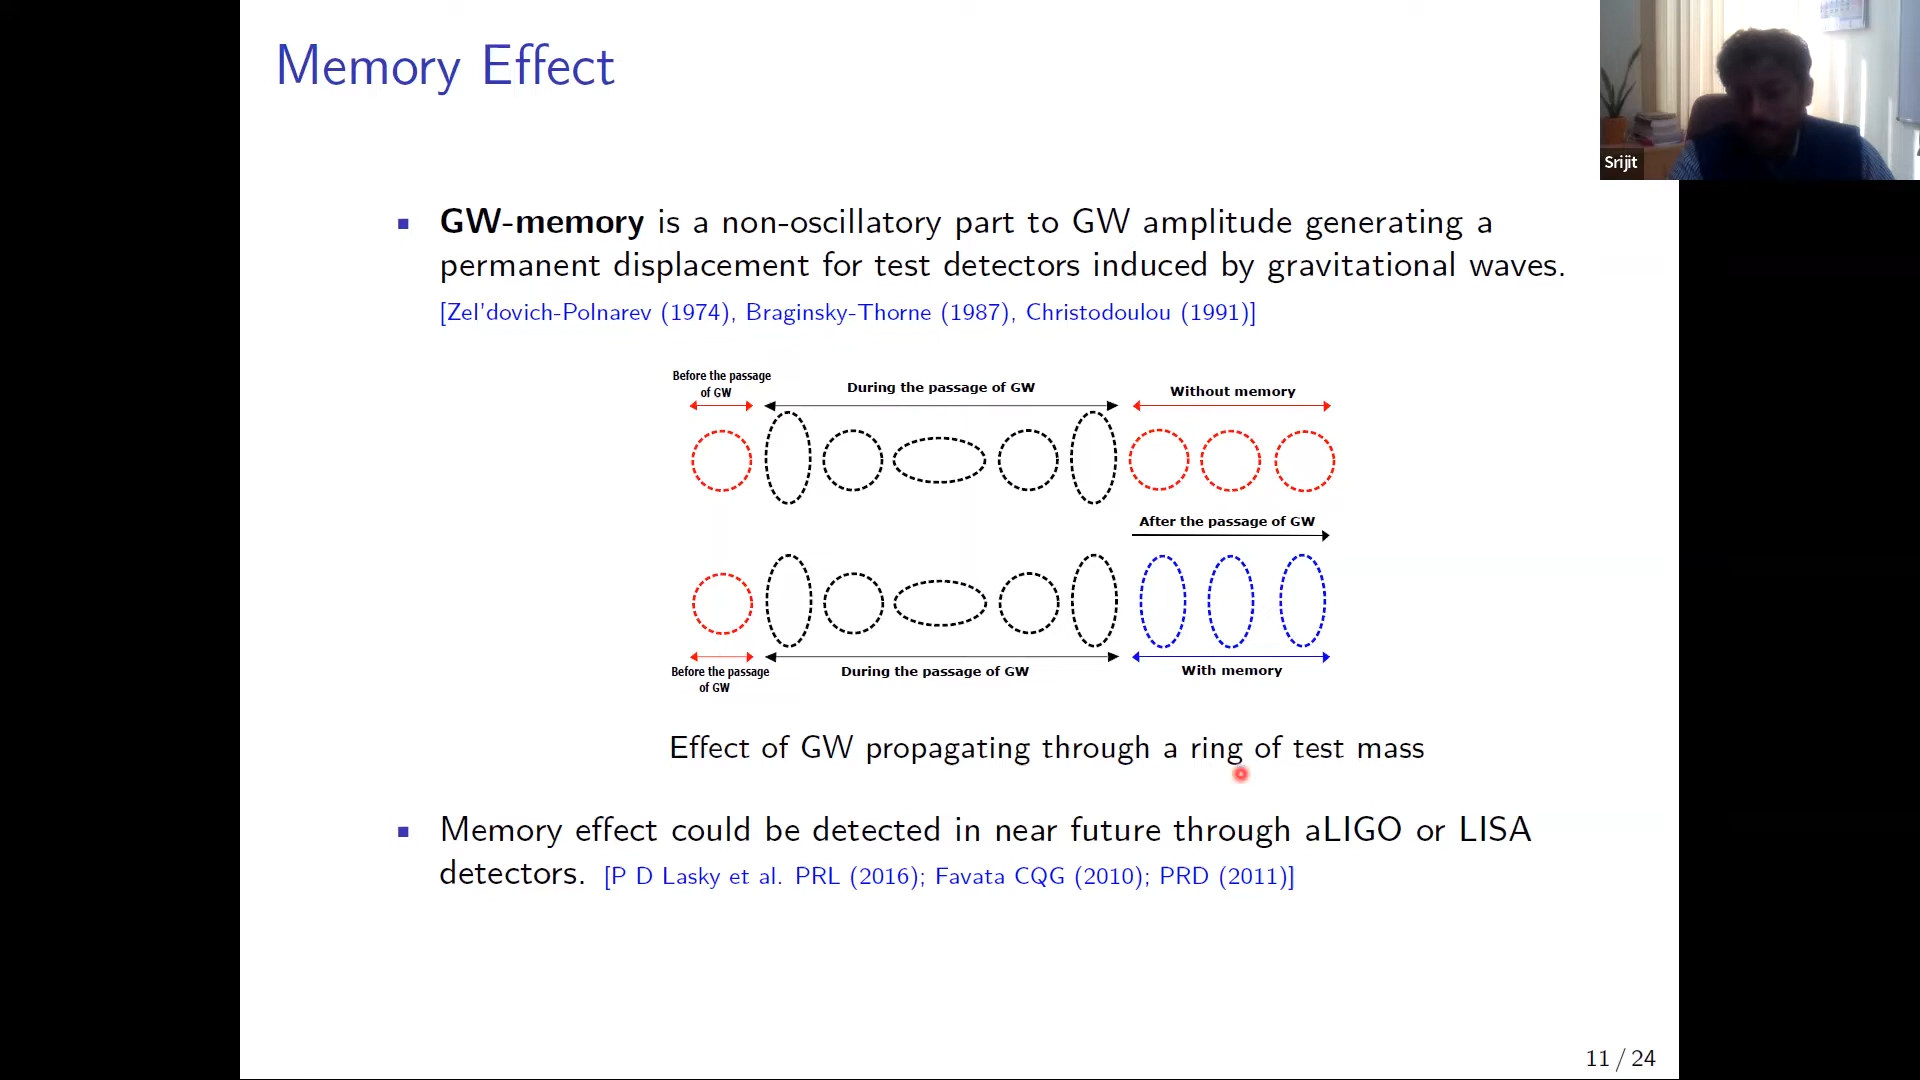 Memory Effect
Srijit
GW-memory is a non-oscillatory part to GW amplitude generating a
permanent displacement for test detectors induced by gravitational waves.
[Zel'dovich-Polnarev (1974), Braginsky-Thorne (1987), Christodoulou (1991)]
Before the passage
of GW
During the passage of GW
Without memory
After the passage of GW
Before the passage
of GW
During the passage of GW
With memory
Effect of GW propagating through a ring of test mass
Memory effect could be detected in near future through aLIGO or LISA
detectors. [P D Lasky et al. PRL (2016); Favata CQG (2010); PRD (2011)]
11 / 24